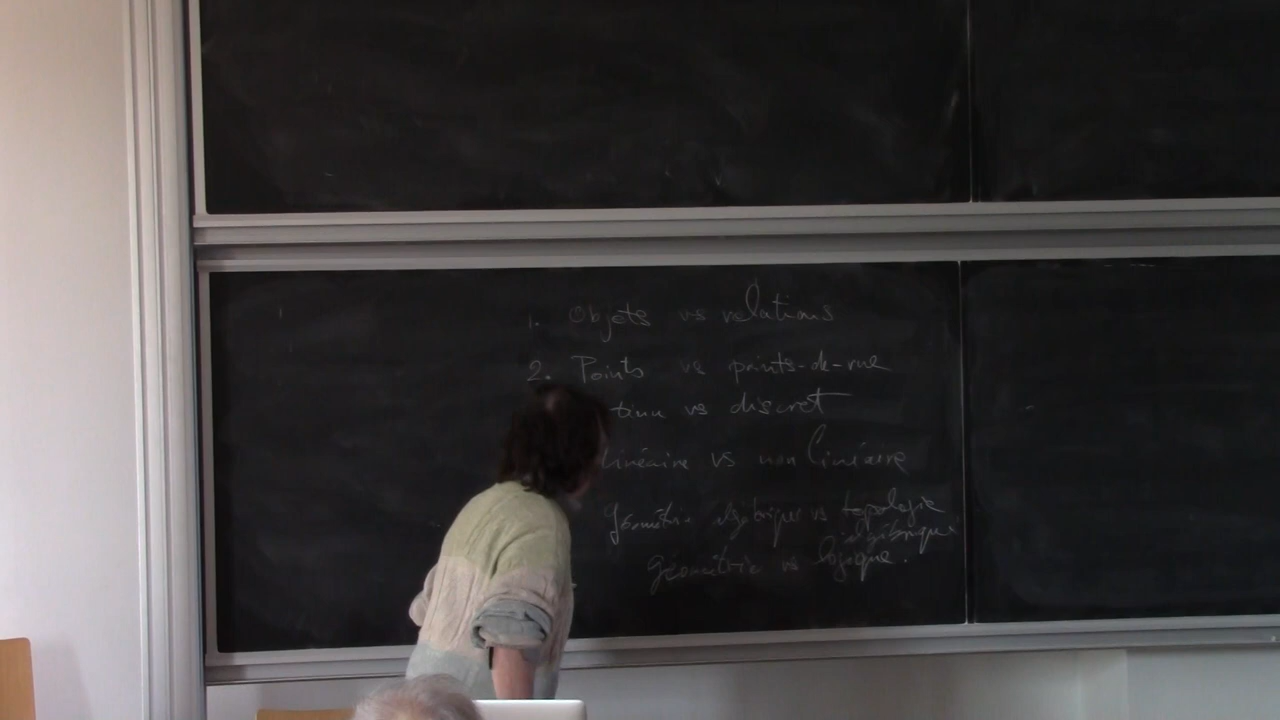 1. Objets vs relations
2. Points vs points-de-vue
tinu vs discret
linéaire vs non linéaire
géométrie algébrique vs topologie
algébrique
géométrie vs logique.